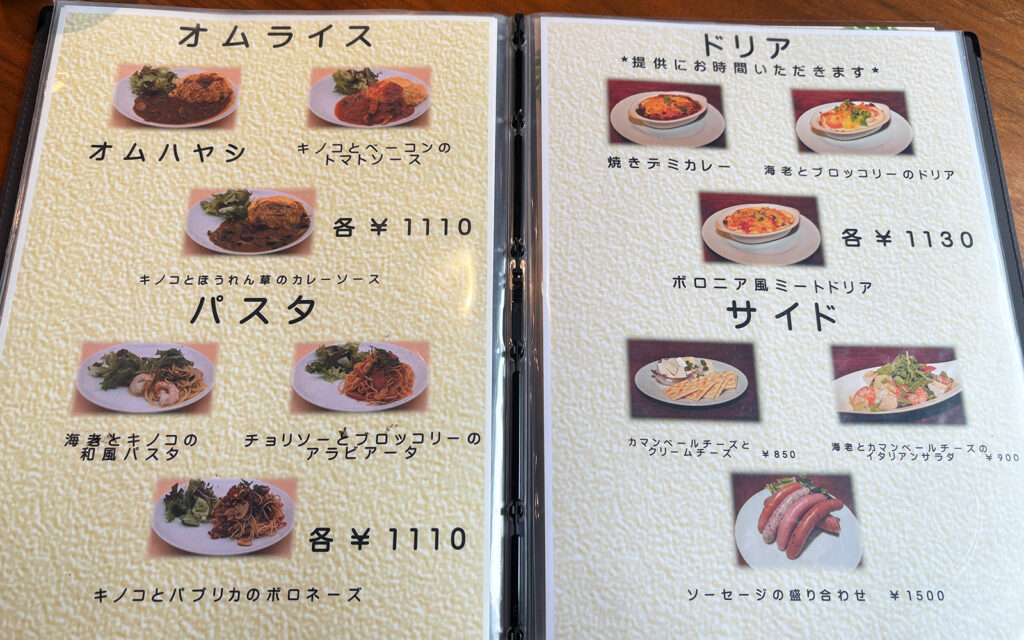 オムライス
オムハヤシ
キノコとベーコンの
トマトソース
各￥1110
キノコとほうれん草のカレーソース
パスタ
海老とキノコの
和風パスタ
チョリソーとブロッコリーの
アラビアータ
各￥1110
キノコとパプリカのボロネーズ
ドリア
*提供にお時間いただきます*
焼きデミカレー
海老とブロッコリーのドリア
各￥1130
ボロニア風ミートドリア
サイド
カマンベールチーズと
クリームチーズ ￥850
海老とカマンベールチーズの
イタリアンサラダ ￥900
ソーセージの盛り合わせ ￥1500